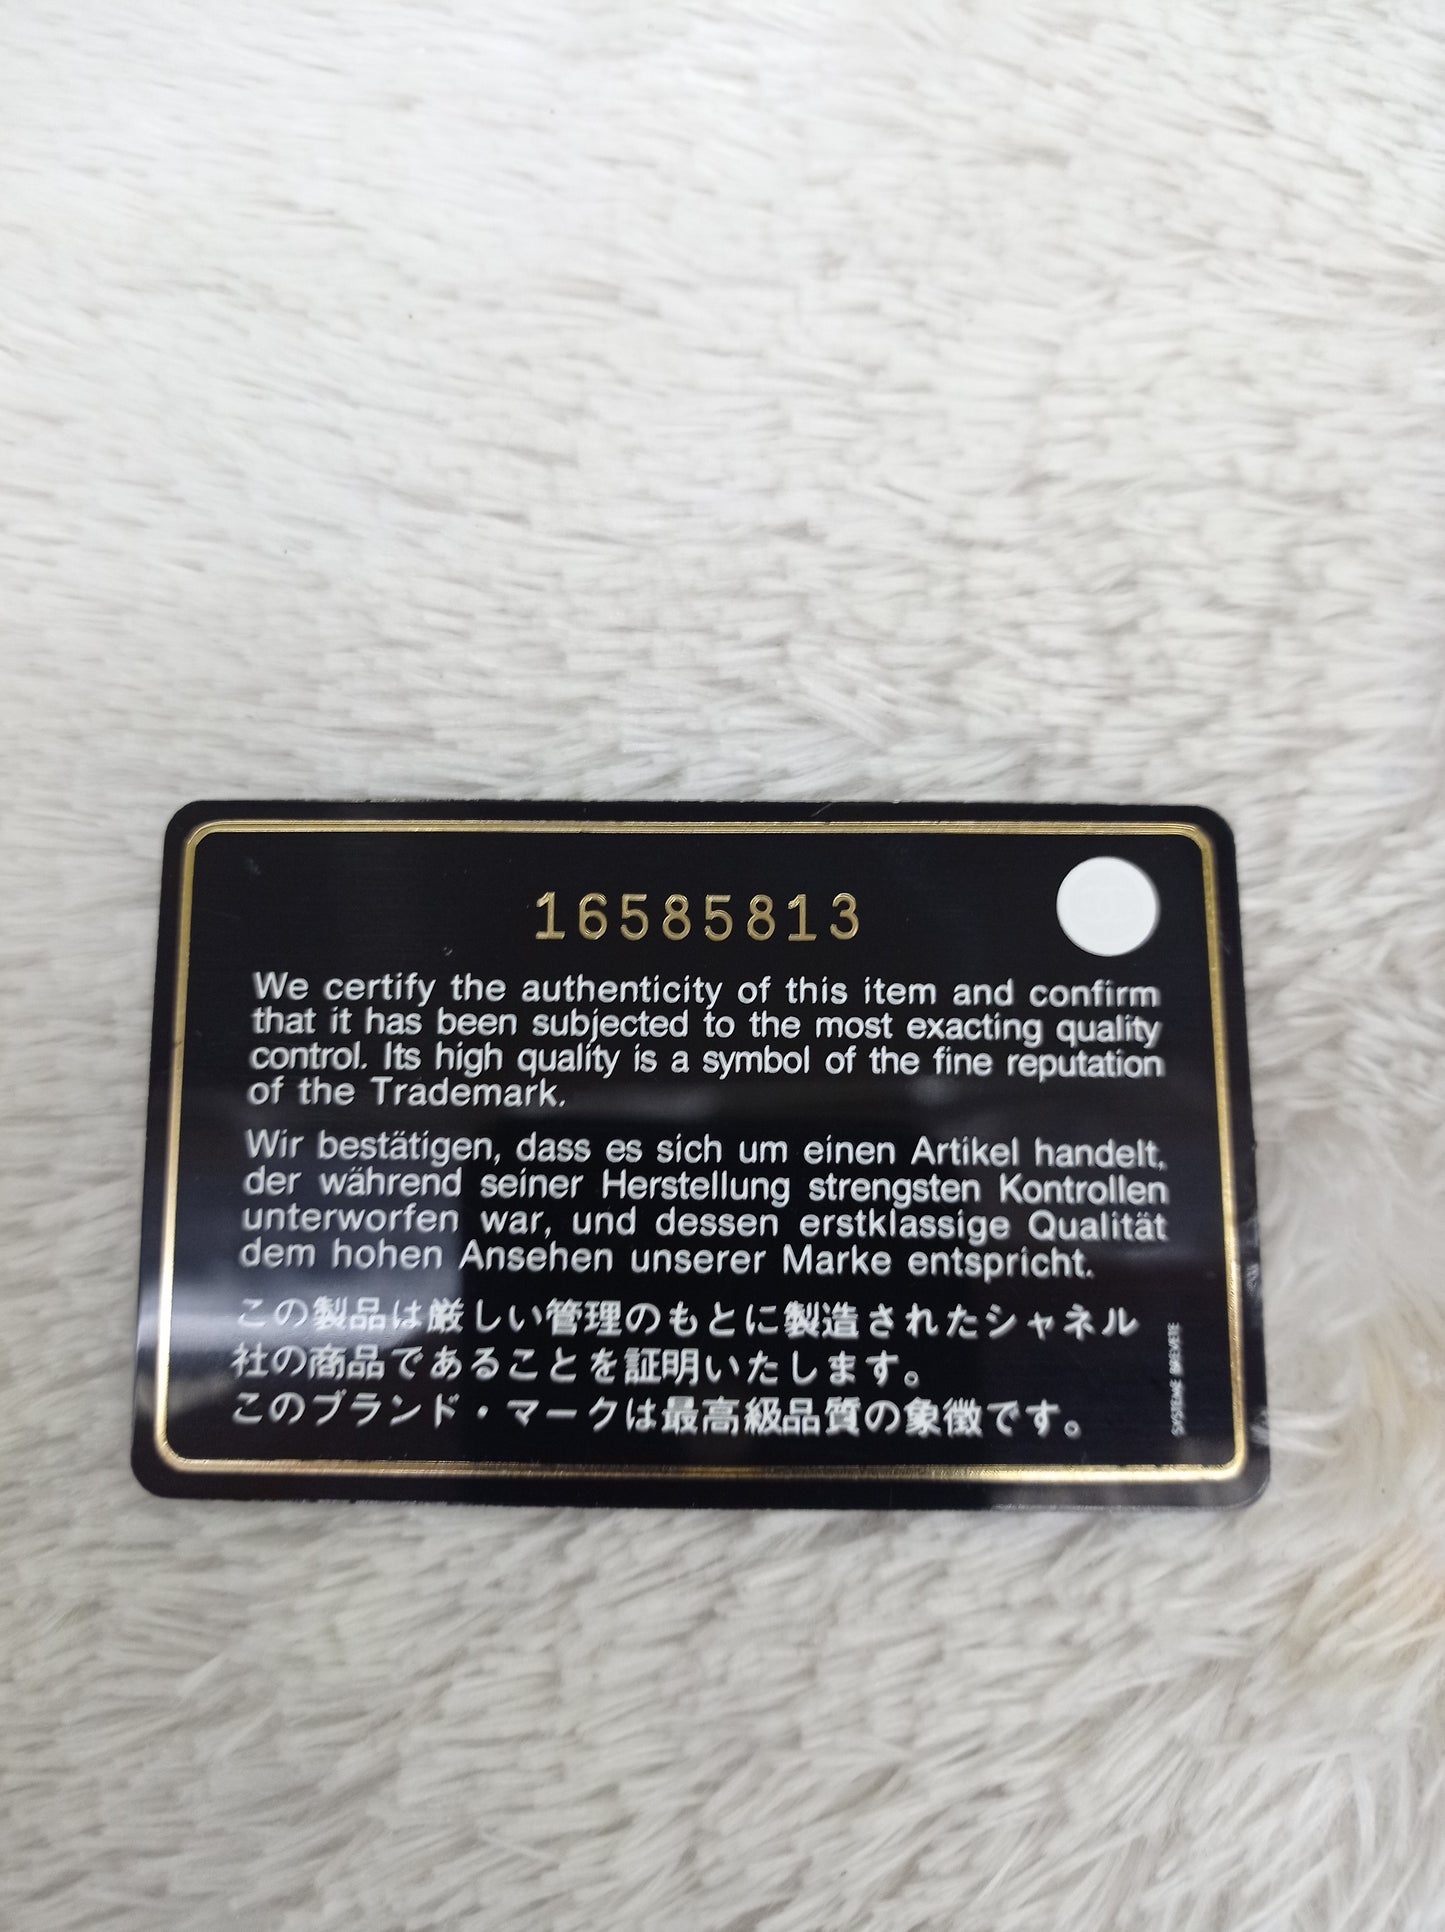 16585813
We certify the authenticity of this item and confirm
that it has been subjected to the most exacting quality
control. Its high quality is a symbol of the fine reputation
of the Trademark.
Wir bestätigen, dass es sich um einen Artikel handelt,
der während seiner Herstellung strengsten Kontrollen
unterworfen war, und dessen erstklassige Qualität
dem hohen Ansehen unserer Marke entspricht.
この製品は厳しい管理のもとに製造されたシャネル
社の商品であることを証明いたします。
このブランド・マークは最高級品質の象徴です。
SYSTEME BREVETE